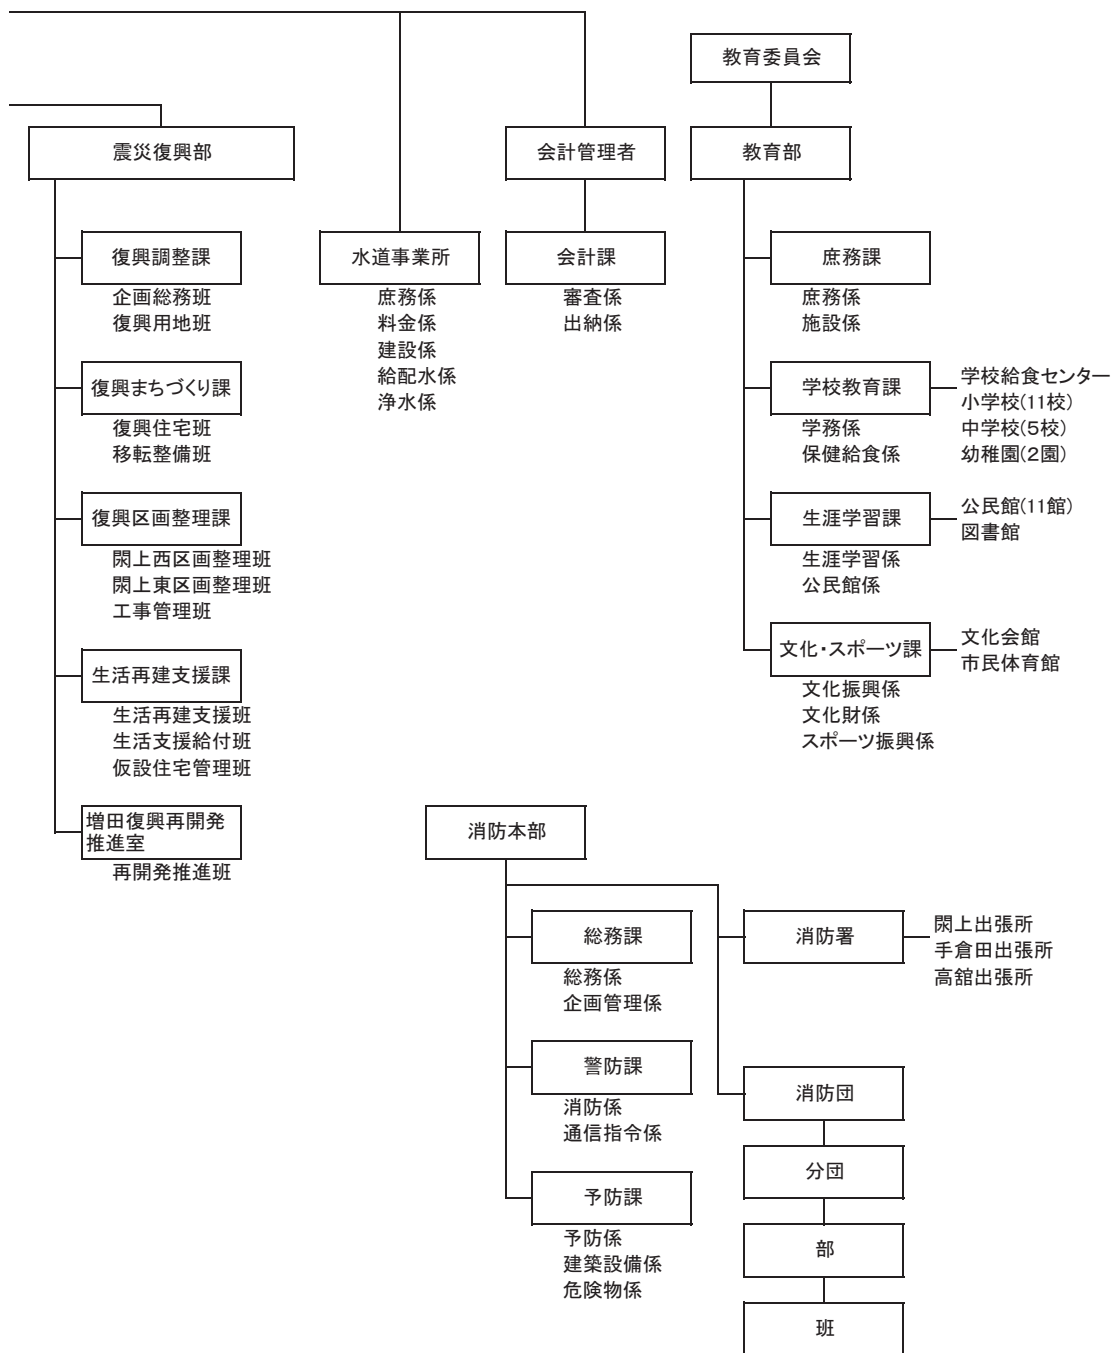 教育委員会
震災復興部
会計管理者
教育部
復興調整課
企画総務班
復興用地班
復興まちづくり課
復興住宅班
移転整備班
復興区画整理課
閖上西区画整理班
閖上東区画整理班
工事管理班
生活再建支援課
生活再建支援班
生活支援給付班
仮設住宅管理班
増田復興再開発
推進室
再開発推進班
水道事業所
庶務係
料金係
建設係
給配水係
浄水係
会計課
審査係
出納係
庶務課
庶務係
施設係
学校教育課
学務係
保健給食係
学校給食センター
小学校(11校)
中学校(5校)
幼稚園(2園)
生涯学習課
生涯学習係
公民館係
公民館(11館)
図書館
文化・スポーツ課
文化振興係
文化財係
スポーツ振興係
文化会館
市民体育館
消防本部
総務課
総務係
企画管理係
警防課
消防係
通信指令係
予防課
予防係
建築設備係
危険物係
消防署
閖上出張所
手倉田出張所
高舘出張所
消防団
分団
部
班